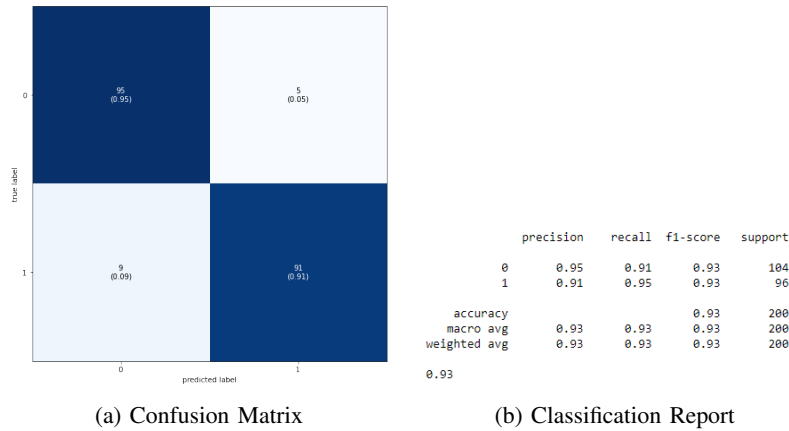 95
(0.95)
5
(0.05)
0
true label
9
(0.09)
91
(0.91)
1
0
1
predicted label
(a) Confusion Matrix
precision recall f1-score support
0 0.95 0.91 0.93 104
1 0.91 0.95 0.93 96
accuracy 0.93 200
macro avg 0.93 0.93 0.93 200
weighted avg 0.93 0.93 0.93 200
0.93
(b) Classification Report